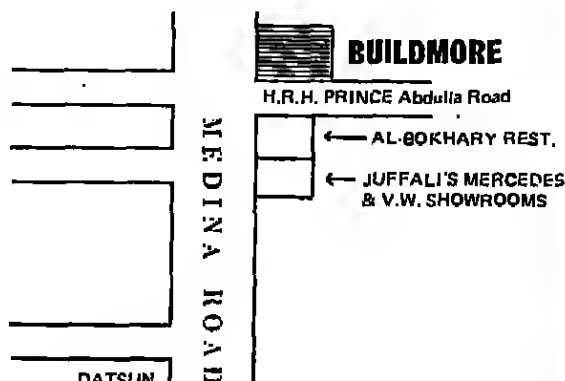 BUILDMORE
H.R.H. PRINCE Abdulla Road
AL-BOKHARY REST.
JUFFALI'S MERCEDES
& V.W. SHOWROOMS
MEDINA ROAD
DATSUN